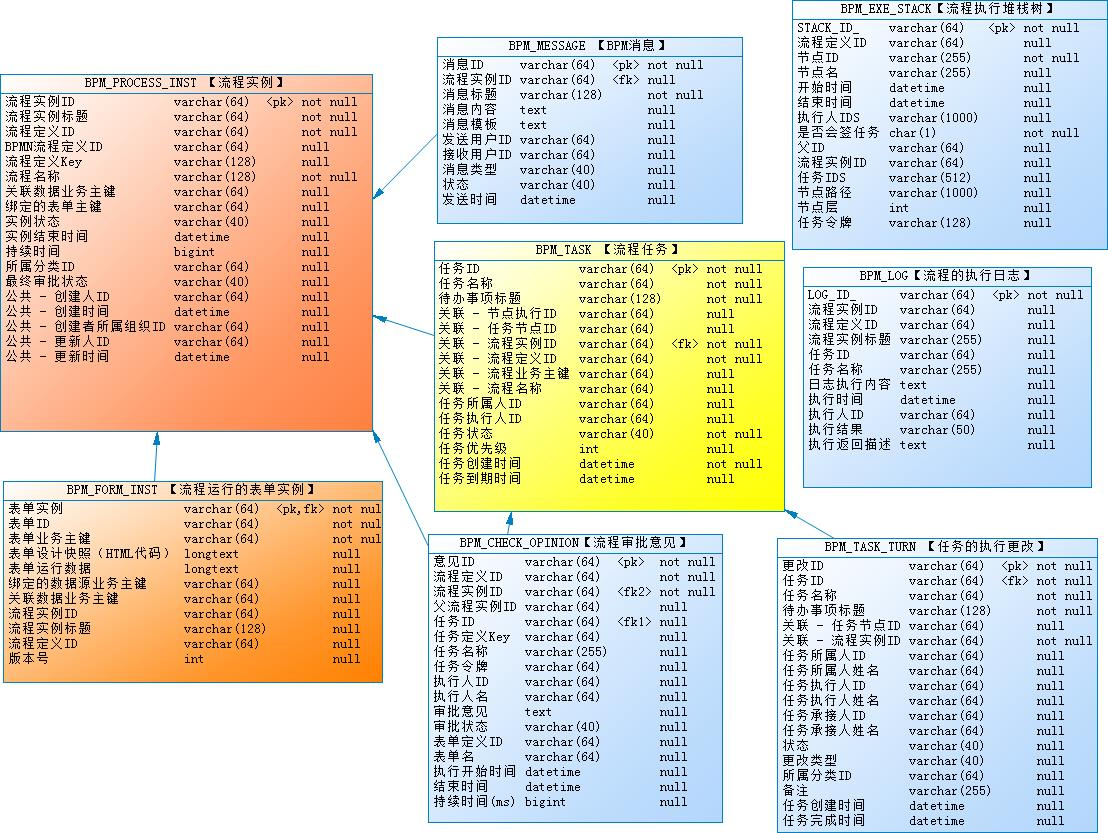 BPM_PROCESS_INST 【流程实例】
流程实例ID varchar(64) <pk> not null
流程实例标题 varchar(64) not null
流程定义ID varchar(64) not null
BPMN流程定义ID varchar(64) null
流程定义Key varchar(128) null
流程名称 varchar(128) not null
关联数据业务主键 varchar(64) null
绑定的表单主键 varchar(64) null
实例状态 varchar(40) null
实例结束时间 datetime null
持续时间 bigint null
所属分类ID varchar(64) null
最终审批状态 varchar(40) null
公共 - 创建人ID varchar(64) null
公共 - 创建时间 datetime null
公共 - 创建者所属组织ID varchar(64) null
公共 - 更新人ID varchar(64) null
公共 - 更新时间 datetime null
BPM_MESSAGE 【BPM消息】
消息ID varchar(64) <pk> not null
流程实例ID varchar(64) <fk> null
消息标题 varchar(128) not null
消息内容 text null
消息模板 text null
发送用户ID varchar(64) null
接收用户ID varchar(64) null
消息类型 varchar(40) null
状态 varchar(40) null
发送时间 datetime null
BPM_EXE_STACK【流程执行堆栈树】
STACK_ID_ varchar(64) <pk> not null
流程定义ID varchar(64) null
节点ID varchar(255) not null
节点名 varchar(255) null
开始时间 datetime null
结束时间 datetime null
执行人IDS varchar(1000) null
是否会签任务 char(1) not null
父ID varchar(64) null
流程实例ID varchar(64) null
任务IDS varchar(512) null
节点路径 varchar(1000) null
节点层 int null
任务令牌 varchar(128) null
BPM_TASK 【流程任务】
任务ID varchar(64) <pk> not null
任务名称 varchar(64) not null
待办事项标题 varchar(128) not null
关联 - 节点执行ID varchar(64) null
关联 - 任务节点ID varchar(64) null
关联 - 流程实例ID varchar(64) <fk> not null
关联 - 流程定义ID varchar(64) not null
关联 - 流程业务主键 varchar(64) null
关联 - 流程名称 varchar(64) null
任务所属人ID varchar(64) null
任务执行人ID varchar(64) null
任务状态 varchar(40) not null
任务优先级 int null
任务创建时间 datetime not null
任务到期时间 datetime null
BPM_LOG【流程的执行日志】
LOG_ID_ varchar(64) <pk> not null
流程实例ID varchar(64) null
流程定义ID varchar(64) null
流程实例标题 varchar(255) null
任务ID varchar(64) null
任务名称 varchar(255) null
日志执行内容 text null
执行时间 datetime null
执行人ID varchar(64) null
执行结果 varchar(50) null
执行返回描述 text null
BPM_FORM_INST 【流程运行的表单实例】
表单实例 varchar(64) <pk,fk> not nul
表单ID varchar(64) not nul
表单业务主键 varchar(64) not nul
表单设计快照（HTML代码） longtext null
表单运行数据 longtext null
绑定的数据源业务主键 varchar(64) null
关联数据业务主键 varchar(64) null
流程实例ID varchar(64) null
流程实例标题 varchar(128) null
流程定义ID varchar(64) null
版本号 int null
BPM_CHECK_OPINION【流程审批意见】
意见ID varchar(64) <pk> not null
流程定义ID varchar(64) null
流程实例ID varchar(64) <fk2> not null
父流程实例ID varchar(64) null
任务ID varchar(64) <fk1> null
任务定义Key varchar(64) null
任务名称 varchar(255) null
任务令牌 varchar(64) null
执行人ID varchar(64) null
执行人名 varchar(64) null
审批意见 text null
审批状态 varchar(40) null
表单定义ID varchar(64) null
表单名 varchar(64) null
执行开始时间 datetime null
结束时间 datetime null
持续时间(ms) bigint null
BPM_TASK_TURN 【任务的执行更改】
更改ID varchar(64) <pk> not null
任务ID varchar(64) <fk> not null
任务名称 varchar(64) not null
待办事项标题 varchar(128) not null
关联 - 任务节点ID varchar(64) null
关联 - 流程实例ID varchar(64) not null
任务所属人ID varchar(64) null
任务所属人姓名 varchar(64) null
任务执行人ID varchar(64) null
任务执行人姓名 varchar(64) null
任务承接人ID varchar(64) null
任务承接人姓名 varchar(64) null
状态 varchar(40) null
更改类型 varchar(40) null
所属分类ID varchar(64) null
备注 varchar(255) null
任务创建时间 datetime null
任务完成时间 datetime null